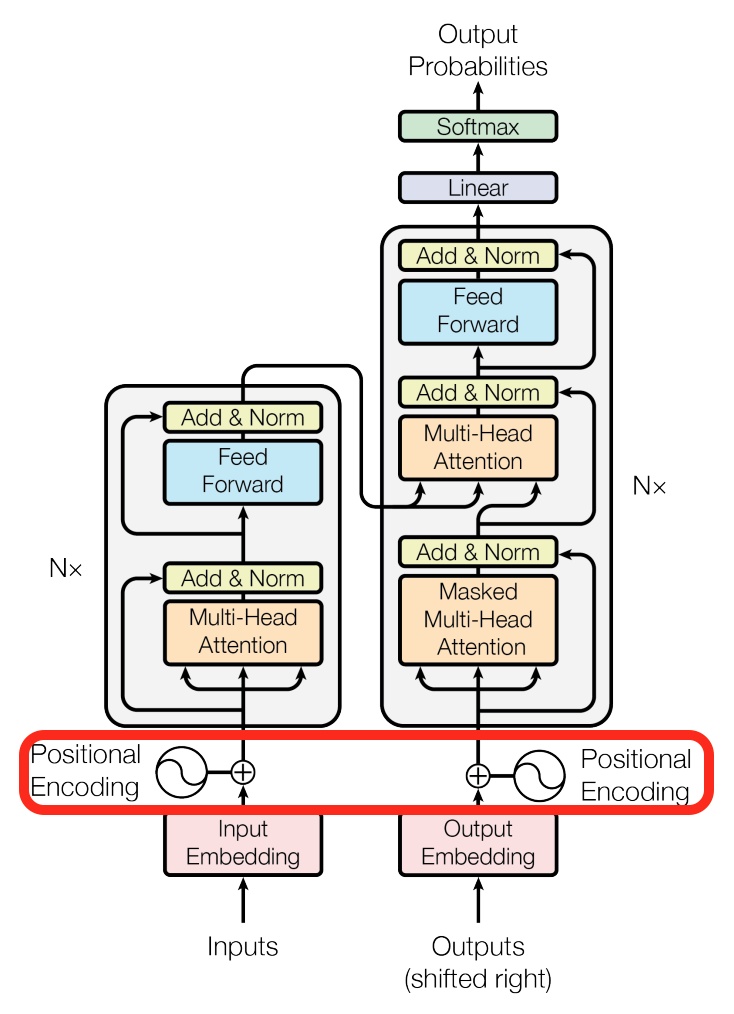 Output
Probabilities
Softmax
Linear
Add & Norm
Feed
Forward
Add & Norm
Multi-Head
Attention
Add & Norm
Masked
Multi-Head
Attention
N×
Add & Norm
Feed
Forward
Add & Norm
Multi-Head
Attention
N×
Positional
Encoding
Positional
Encoding
Input
Embedding
Output
Embedding
Inputs
Outputs
(shifted right)